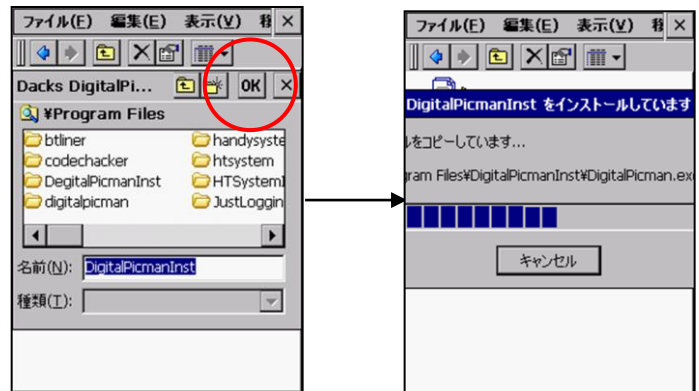 ファイル(F) 編集(E) 表示(V)
Dacks DigitalPi... OK
¥Program Files
btliner
codechacker
DegitalPicmanInst
digitalpicman
handysyste
htsystem
HTSystemI
JustLoggin
名前(N): DigitalPicmanInst
種類(T):
ファイル(F) 編集(E) 表示(V)
DigitalPicmanInst をインストールしています
ルをコピーしています...
ram Files¥DigitalPicmanInst¥DigitalPicman.exe
キャンセル